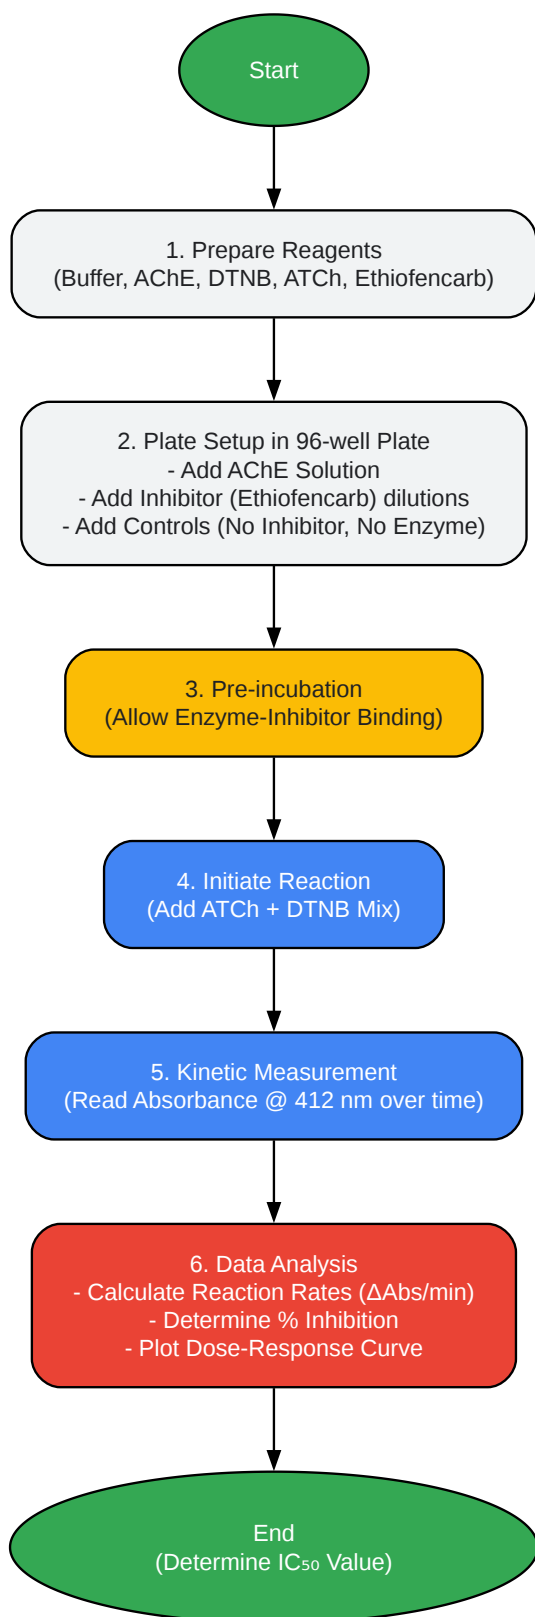 Start
1. Prepare Reagents
(Buffer, AChE, DTNB, ATCh, Ethiofencarb)
2. Plate Setup in 96-well Plate
- Add AChE Solution
- Add Inhibitor (Ethiofencarb) dilutions
- Add Controls (No Inhibitor, No Enzyme)
3. Pre-incubation
(Allow Enzyme-Inhibitor Binding)
4. Initiate Reaction
(Add ATCh + DTNB Mix)
5. Kinetic Measurement
(Read Absorbance @ 412 nm over time)
6. Data Analysis
- Calculate Reaction Rates (ΔAbs/min)
- Determine % Inhibition
- Plot Dose-Response Curve
End
(Determine IC₅₀ Value)